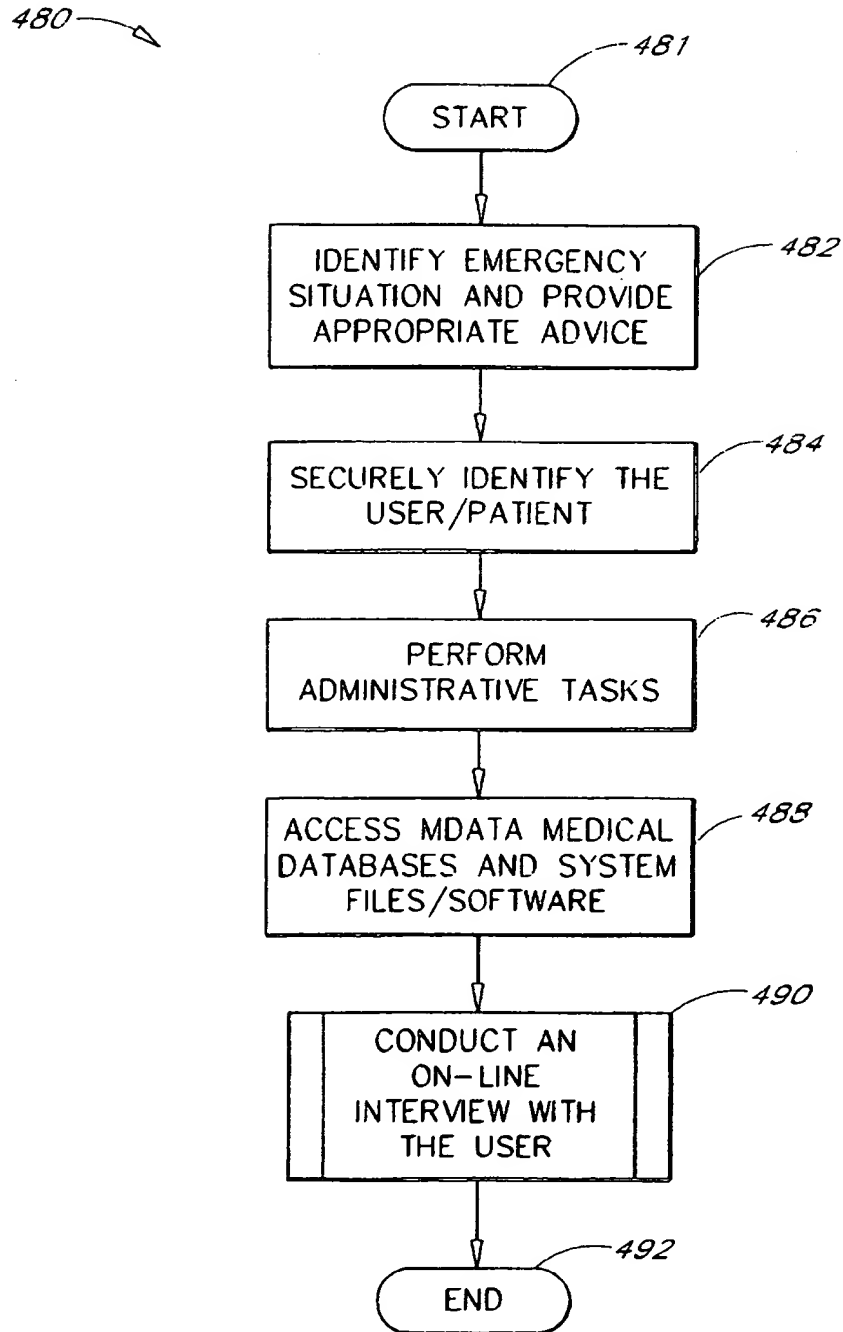 480
481
START
IDENTIFY EMERGENCY
SITUATION AND PROVIDE
APPROPRIATE ADVICE
482
SECURELY IDENTIFY THE
USER/PATIENT
484
PERFORM
ADMINISTRATIVE TASKS
486
ACCESS MDATA MEDICAL
DATABASES AND SYSTEM
FILES/SOFTWARE
488
CONDUCT AN
ON-LINE
INTERVIEW WITH
THE USER
490
END
492